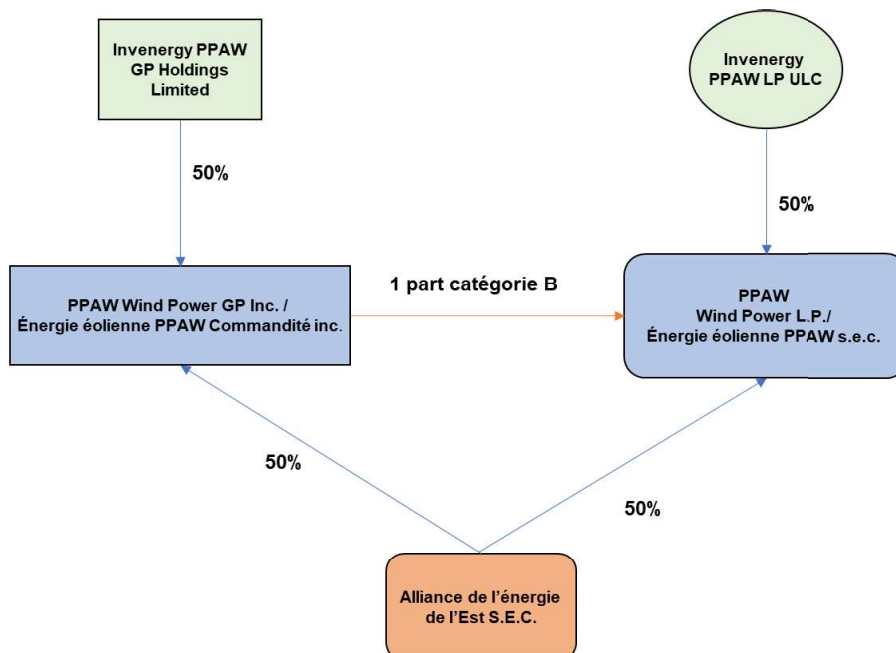 Invenergy PPAW
GP Holdings
Limited
Invenergy
PPAW LP ULC
50%
50%
1 part catégorie B
PPAW Wind Power GP Inc. /
Énergie éolienne PPAW Commandité inc.
PPAW
Wind Power L.P./
Énergie éolienne PPAW s.e.c.
50%
50%
Alliance de l’énergie
de l’Est S.E.C.